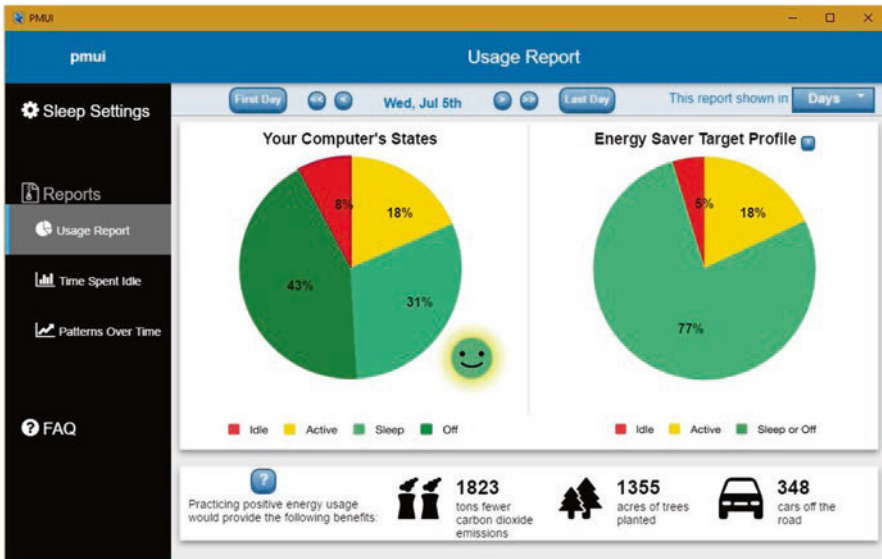 PMUI
pmui
Usage Report
Sleep Settings
Reports
Usage Report
Time Spent Idle
Patterns Over Time
FAQ
First Day
<<
<
Wed, Jul 5th
>
>>
Last Day
This report shown in
Days
Your Computer's States
8%
18%
43%
31%
Idle
Active
Sleep
Off
Energy Saver Target Profile
?
5%
18%
77%
Idle
Active
Sleep or Off
?
Practicing positive energy usage
would provide the following benefits:
1823
tons fewer
carbon dioxide
emissions
1355
acres of trees
planted
348
cars off the
road